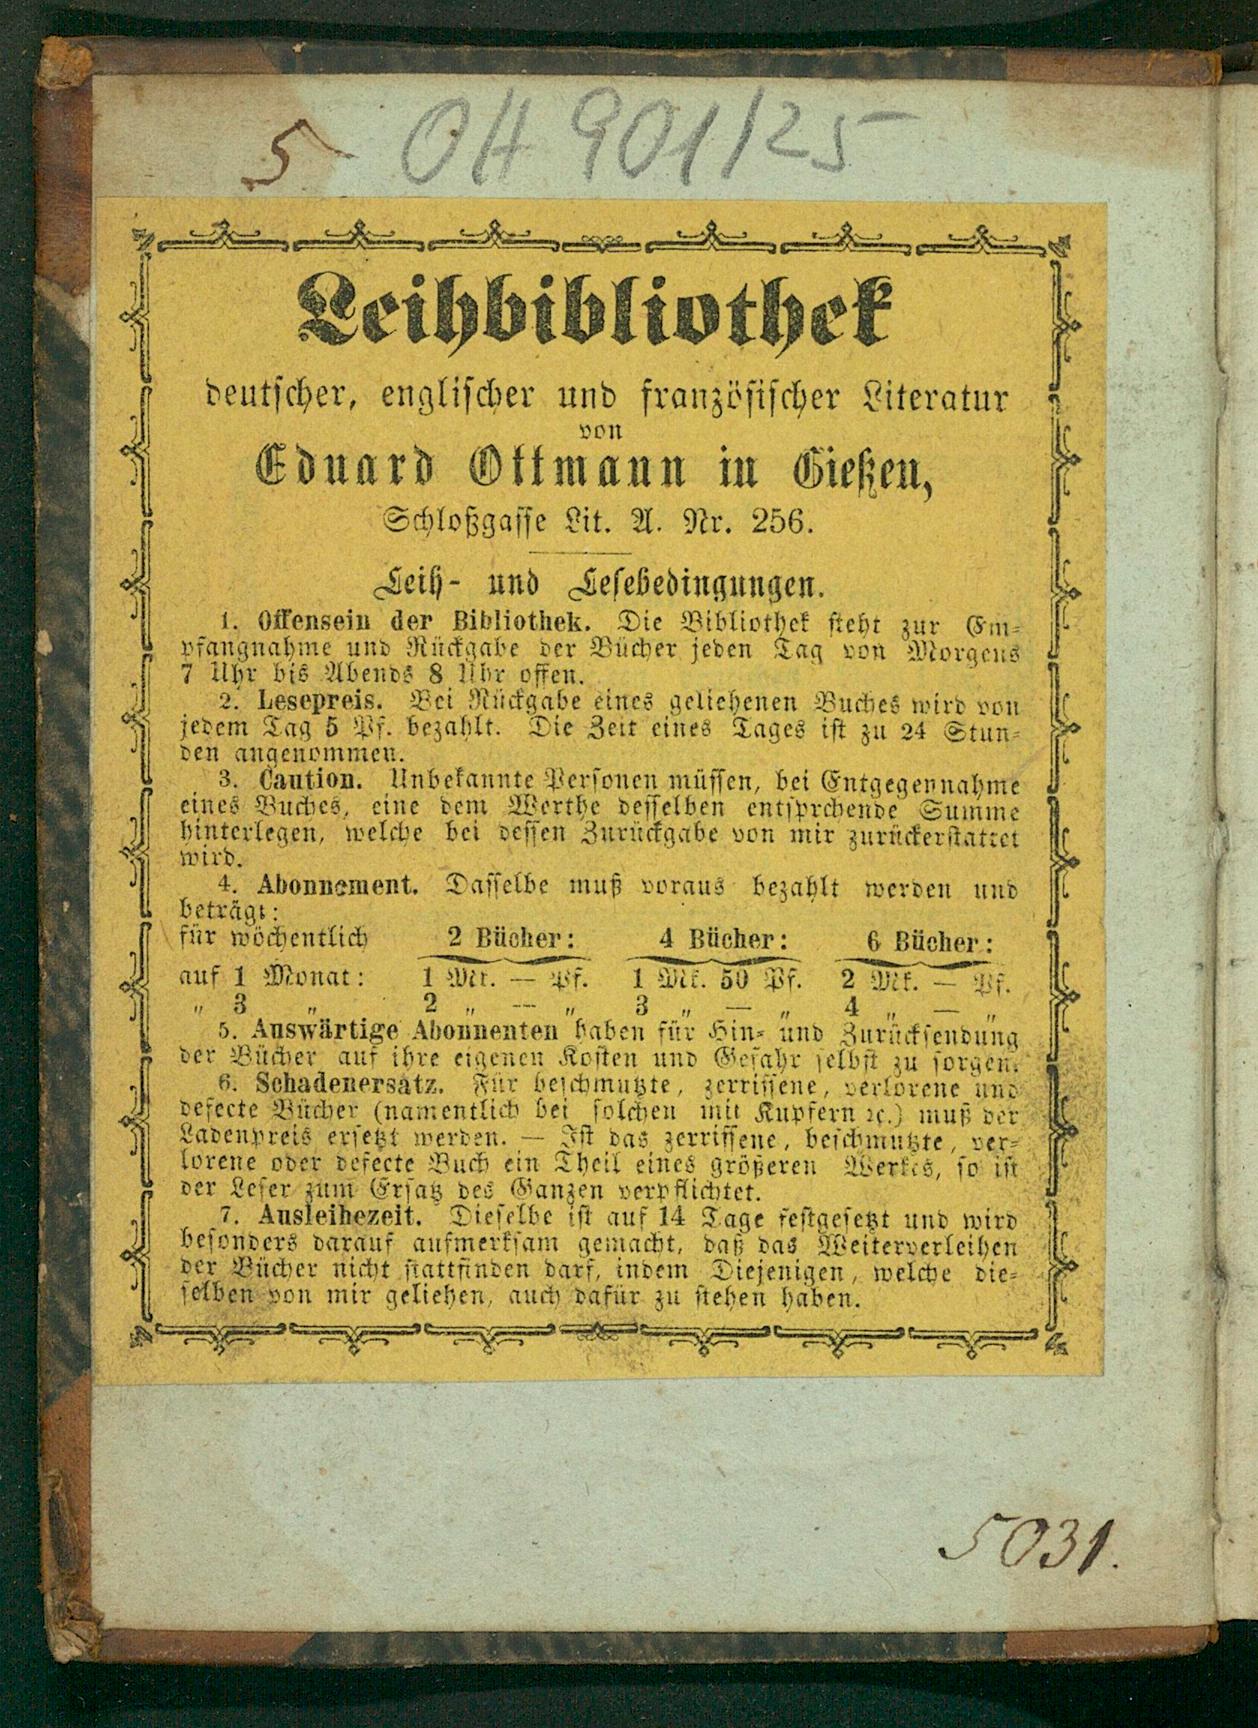 5 OH 901/25
Leihbibliothek
deutscher, englischer und französischer Literatur
von
Eduard Ottmann in Gießen,
Schloßgasse Lit. A. Nr. 256.
Leih- und Lesebedingungen.
1. Offensein der Bibliothek. Die Bibliothek steht zur Em-
pfangnahme und Rückgabe der Bücher jeden Tag von Morgens
7 Uhr bis Abends 8 Uhr offen.
2. Lesepreis. Bei Rückgabe eines geliehenen Buches wird von
jedem Tag 5 Pf. bezahlt. Die Zeit eines Tages ist zu 24 Stun-
den angenommen.
3. Caution. Unbekannte Personen müssen, bei Entgegennahme
eines Buches, eine dem Werthe desselben entsprchende Summe
hinterlegen, welche bei dessen Zurückgabe von mir zurückerstattet
wird.
4. Abonnement. Dasselbe muß voraus bezahlt werden und
beträgt:
für wöchentlich 2 Bücher: 4 Bücher: 6 Bücher:
auf 1 Monat: 1 Mk. — Pf. 1 Mk. 50 Pf. 2 Mk. — Pf.
„ 3 „ 2 „ — „ 3 „ — „ 4 „ — „
5. Auswärtige Abonnenten haben für Hin- und Zurücksendung
der Bücher auf ihre eigenen Kosten und Gefahr selbst zu sorgen.
6. Schadenersatz. Für beschmutzte, zerrissene, verlorene und
defecte Bücher (namentlich bei solchen mit Kupfern ꝛc.) muß der
Ladenpreis ersetzt werden. — Ist das zerrissene, beschmutzte, ver-
lorene oder defecte Buch ein Theil eines größeren Werkes, so ist
der Leser zum Ersatz des Ganzen verpflichtet.
7. Ausleihezeit. Dieselbe ist auf 14 Tage festgesetzt und wird
besonders darauf aufmerksam gemacht, daß das Weiterverleihen
der Bücher nicht stattfinden darf, indem Diejenigen, welche die-
selben von mir geliehen, auch dafür zu stehen haben.
5031.